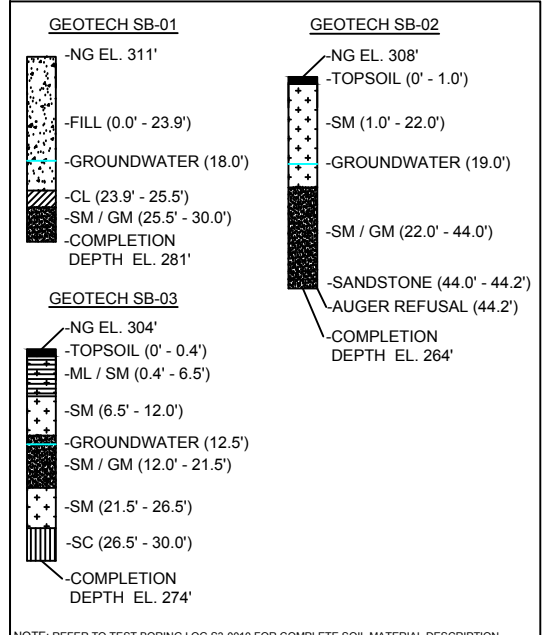 GEOTECH SB-01
-NG EL. 311'
-FILL (0.0' - 23.9')
-GROUNDWATER (18.0')
-CL (23.9' - 25.5')
-SM / GM (25.5' - 30.0')
-COMPLETION
DEPTH EL. 281'
GEOTECH SB-02
-NG EL. 308'
-TOPSOIL (0' - 1.0')
-SM (1.0' - 22.0')
-GROUNDWATER (19.0')
-SM / GM (22.0' - 44.0')
-SANDSTONE (44.0' - 44.2')
-AUGER REFUSAL (44.2')
-COMPLETION
DEPTH EL. 264'
GEOTECH SB-03
-NG EL. 304'
-TOPSOIL (0' - 0.4')
-ML / SM (0.4' - 6.5')
-SM (6.5' - 12.0')
-GROUNDWATER (12.5')
-SM / GM (12.0' - 21.5')
-SM (21.5' - 26.5')
-SC (26.5' - 30.0')
-COMPLETION
DEPTH EL. 274'
NOTE: REFER TO TEST BORING LOG S3-0010 FOR COMPLETE SOIL MATERIAL DESCRIPTION